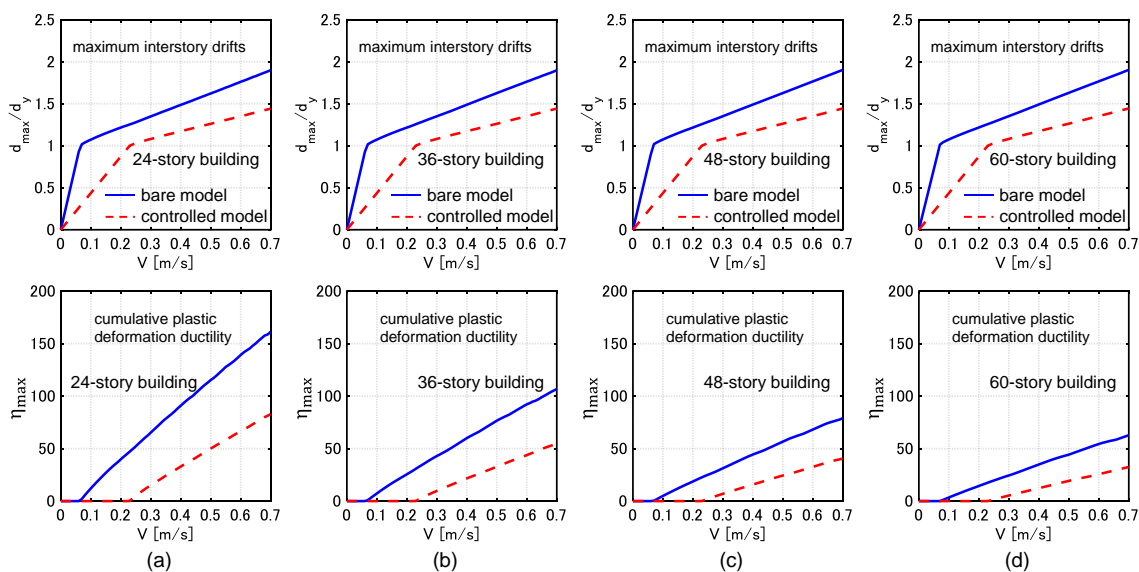 2.5
2
1.5
1
0.5
0
d_max/d_y
maximum interstory drifts
24-story building
bare model
controlled model
0 0.1 0.2 0.3 0.4 0.5 0.6 0.7
V [m/s]
2.5
2
1.5
1
0.5
0
d_max/d_y
maximum interstory drifts
36-story building
bare model
controlled model
0 0.1 0.2 0.3 0.4 0.5 0.6 0.7
V [m/s]
2.5
2
1.5
1
0.5
0
d_max/d_y
maximum interstory drifts
48-story building
bare model
controlled model
0 0.1 0.2 0.3 0.4 0.5 0.6 0.7
V [m/s]
2.5
2
1.5
1
0.5
0
d_max/d_y
maximum interstory drifts
60-story building
bare model
controlled model
0 0.1 0.2 0.3 0.4 0.5 0.6 0.7
V [m/s]
200
150
100
50
0
η_max
cumulative plastic
deformation ductility
24-story building
0 0.1 0.2 0.3 0.4 0.5 0.6 0.7
V [m/s]
(a)
200
150
100
50
0
η_max
cumulative plastic
deformation ductility
36-story building
0 0.1 0.2 0.3 0.4 0.5 0.6 0.7
V [m/s]
(b)
200
150
100
50
0
η_max
cumulative plastic
deformation ductility
48-story building
0 0.1 0.2 0.3 0.4 0.5 0.6 0.7
V [m/s]
(c)
200
150
100
50
0
η_max
cumulative plastic
deformation ductility
60-story building
0 0.1 0.2 0.3 0.4 0.5 0.6 0.7
V [m/s]
(d)